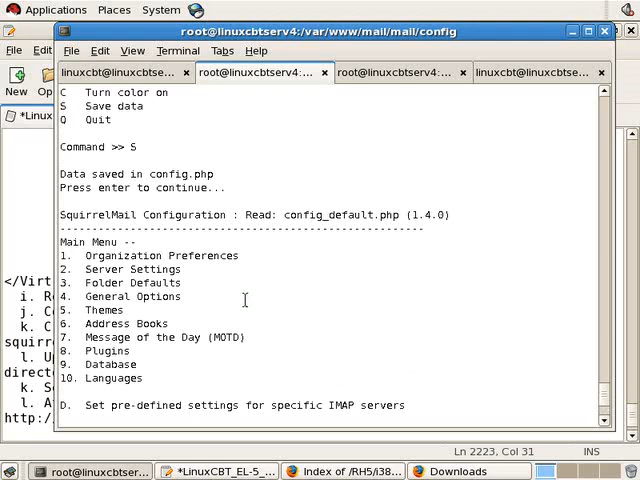 Applications Places System
root@linuxcbtserv4:/var/www/mail/mail/config
File Edit
File Edit View Terminal Tabs Help
linuxcbt@linuxcbtse... root@linuxcbtserv4:... root@linuxcbtserv4:... linuxcbt@linuxcbtse...
New Op
*Linux
C Turn color on
S Save data
Q Quit
Command >> S
Data saved in config.php
Press enter to continue...
SquirrelMail Configuration : Read: config_default.php (1.4.0)
---------------------------------------------------------
Main Menu --
1. Organization Preferences
2. Server Settings
3. Folder Defaults
4. General Options
5. Themes
6. Address Books
7. Message of the Day (MOTD)
8. Plugins
9. Database
10. Languages
D. Set pre-defined settings for specific IMAP servers
</Virt
i. R
j. C
k. C
squir
l. U
direct
k. S
l. A
http:/
Ln 2223, Col 31 INS
root@linuxcbtser... *LinuxCBT_EL-5_... Index of /RH5/i38... Downloads